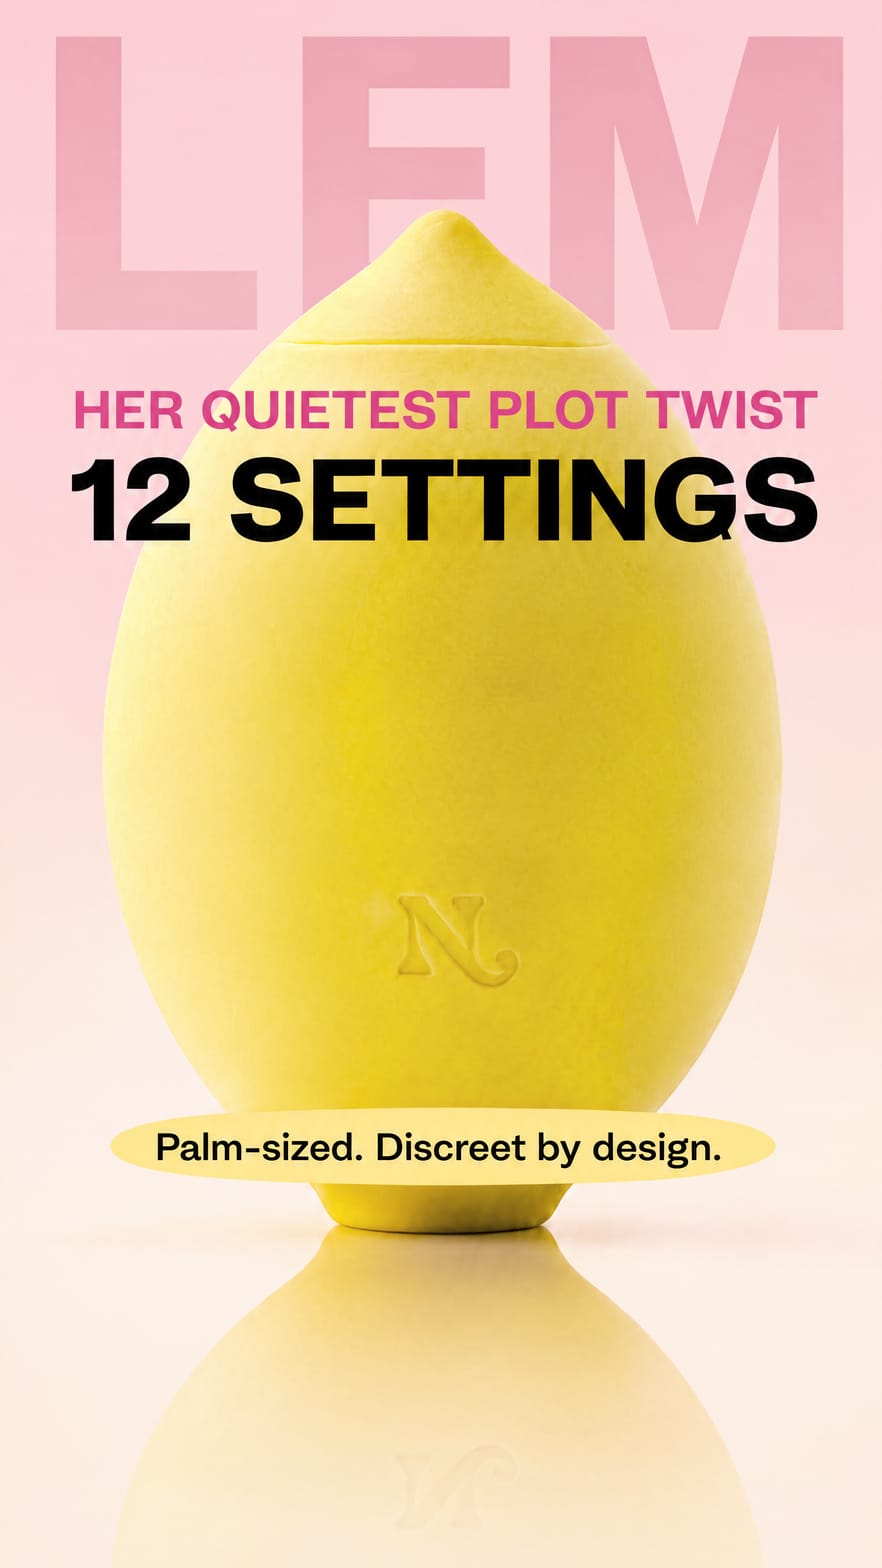 LEM
HER QUIETEST PLOT TWIST
12 SETTINGS
N
Palm-sized. Discreet by design.